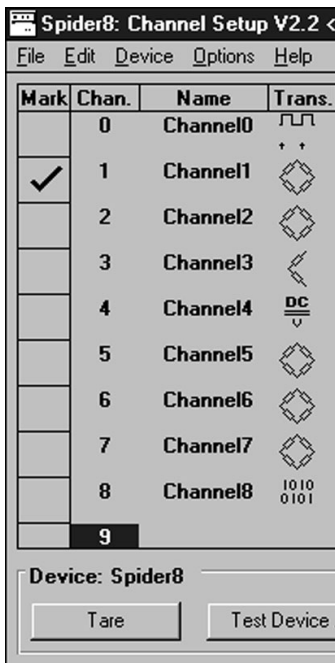 Spider8: Channel Setup V2.2 <
File Edit Device Options Help
Mark Chan. Name Trans.
0 Channel0
1 Channel1
2 Channel2
3 Channel3
4 Channel4 DC V
5 Channel5
6 Channel6
7 Channel7
8 Channel8 1010
0101
9
Device: Spider8
Tare Test Device